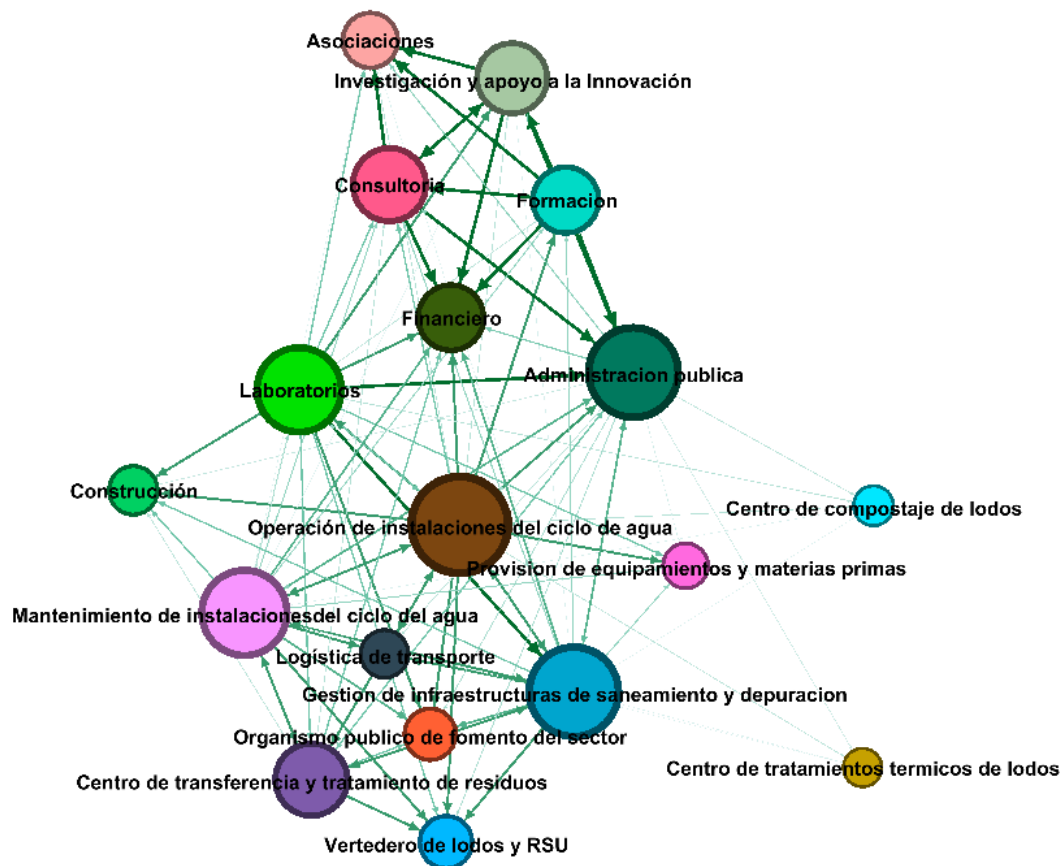 Asociaciones
Investigación y apoyo a la Innovación
Consultoria
Formacion
Financiero
Administracion publica
Laboratorios
Construcción
Centro de compostaje de lodos
Operación de instalaciones del ciclo de agua
Provision de equipamientos y materias primas
Mantenimiento de instalacionesdel ciclo del agua
Logística de transporte
Gestion de infraestructuras de saneamiento y depuracion
Organismo publico de fomento del sector
Centro de tratamientos termicos de lodos
Centro de transferencia y tratamiento de residuos
Vertedero de lodos y RSU